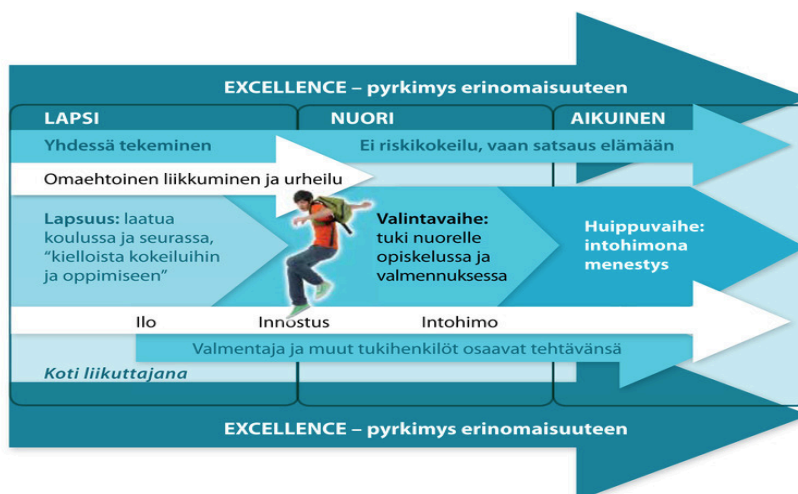 EXCELLENCE – pyrkimys erinomaisuuteen
LAPSI
NUORI
AIKUINEN
Yhdessä tekeminen
Ei riskikokeilu, vaan satsaus elämään
Omaehtoinen liikkuminen ja urheilu
Lapsuus: laatua
koulussa ja seurassa,
“kielloista kokeiluihin
ja oppimiseen”
Valintavaihe:
tuki nuorelle
opiskelussa ja
valmennuksessa
Huippuvaihe:
intohimona
menestys
Ilo
Innostus
Intohimo
Valmentaja ja muut tukihenkilöt osaavat tehtävänsä
Koti liikuttajana
EXCELLENCE – pyrkimys erinomaisuuteen